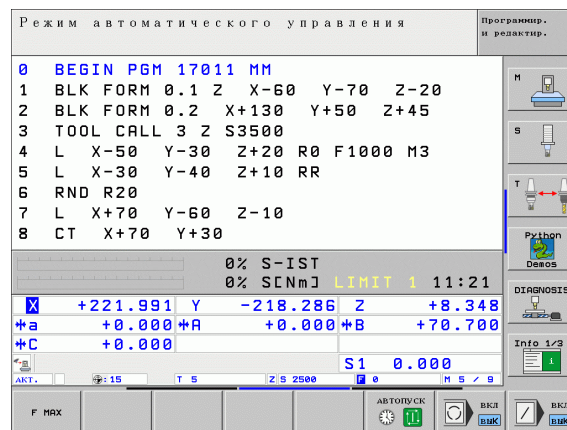 Режим автоматического управления
Программир.
и редактир.
0 BEGIN PGM 17011 MM
1 BLK FORM 0.1 Z X-60 Y-70 Z-20
2 BLK FORM 0.2 X+130 Y+50 Z+45
3 TOOL CALL 3 Z S3500
4 L X-50 Y-30 Z+20 R0 F1000 M3
5 L X-30 Y-40 Z+10 RR
6 RND R20
7 L X+70 Y-60 Z-10
8 CT X+70 Y+30
M
S
T
Python
Demos
DIAGNOSIS
Info 1/3
0% S-IST
0% S[Nm] LIMIT 1 11:21
X +221.991 Y -218.286 Z +8.348
a +0.000 A +0.000 B +70.700
C +0.000
S1 0.000
АКТ. :15 T 5 Z S 2500 F 0 M 5 / 9
F MAX
АВТОПУСК
ВКЛ
ВЫК
ВКЛ
ВЫК